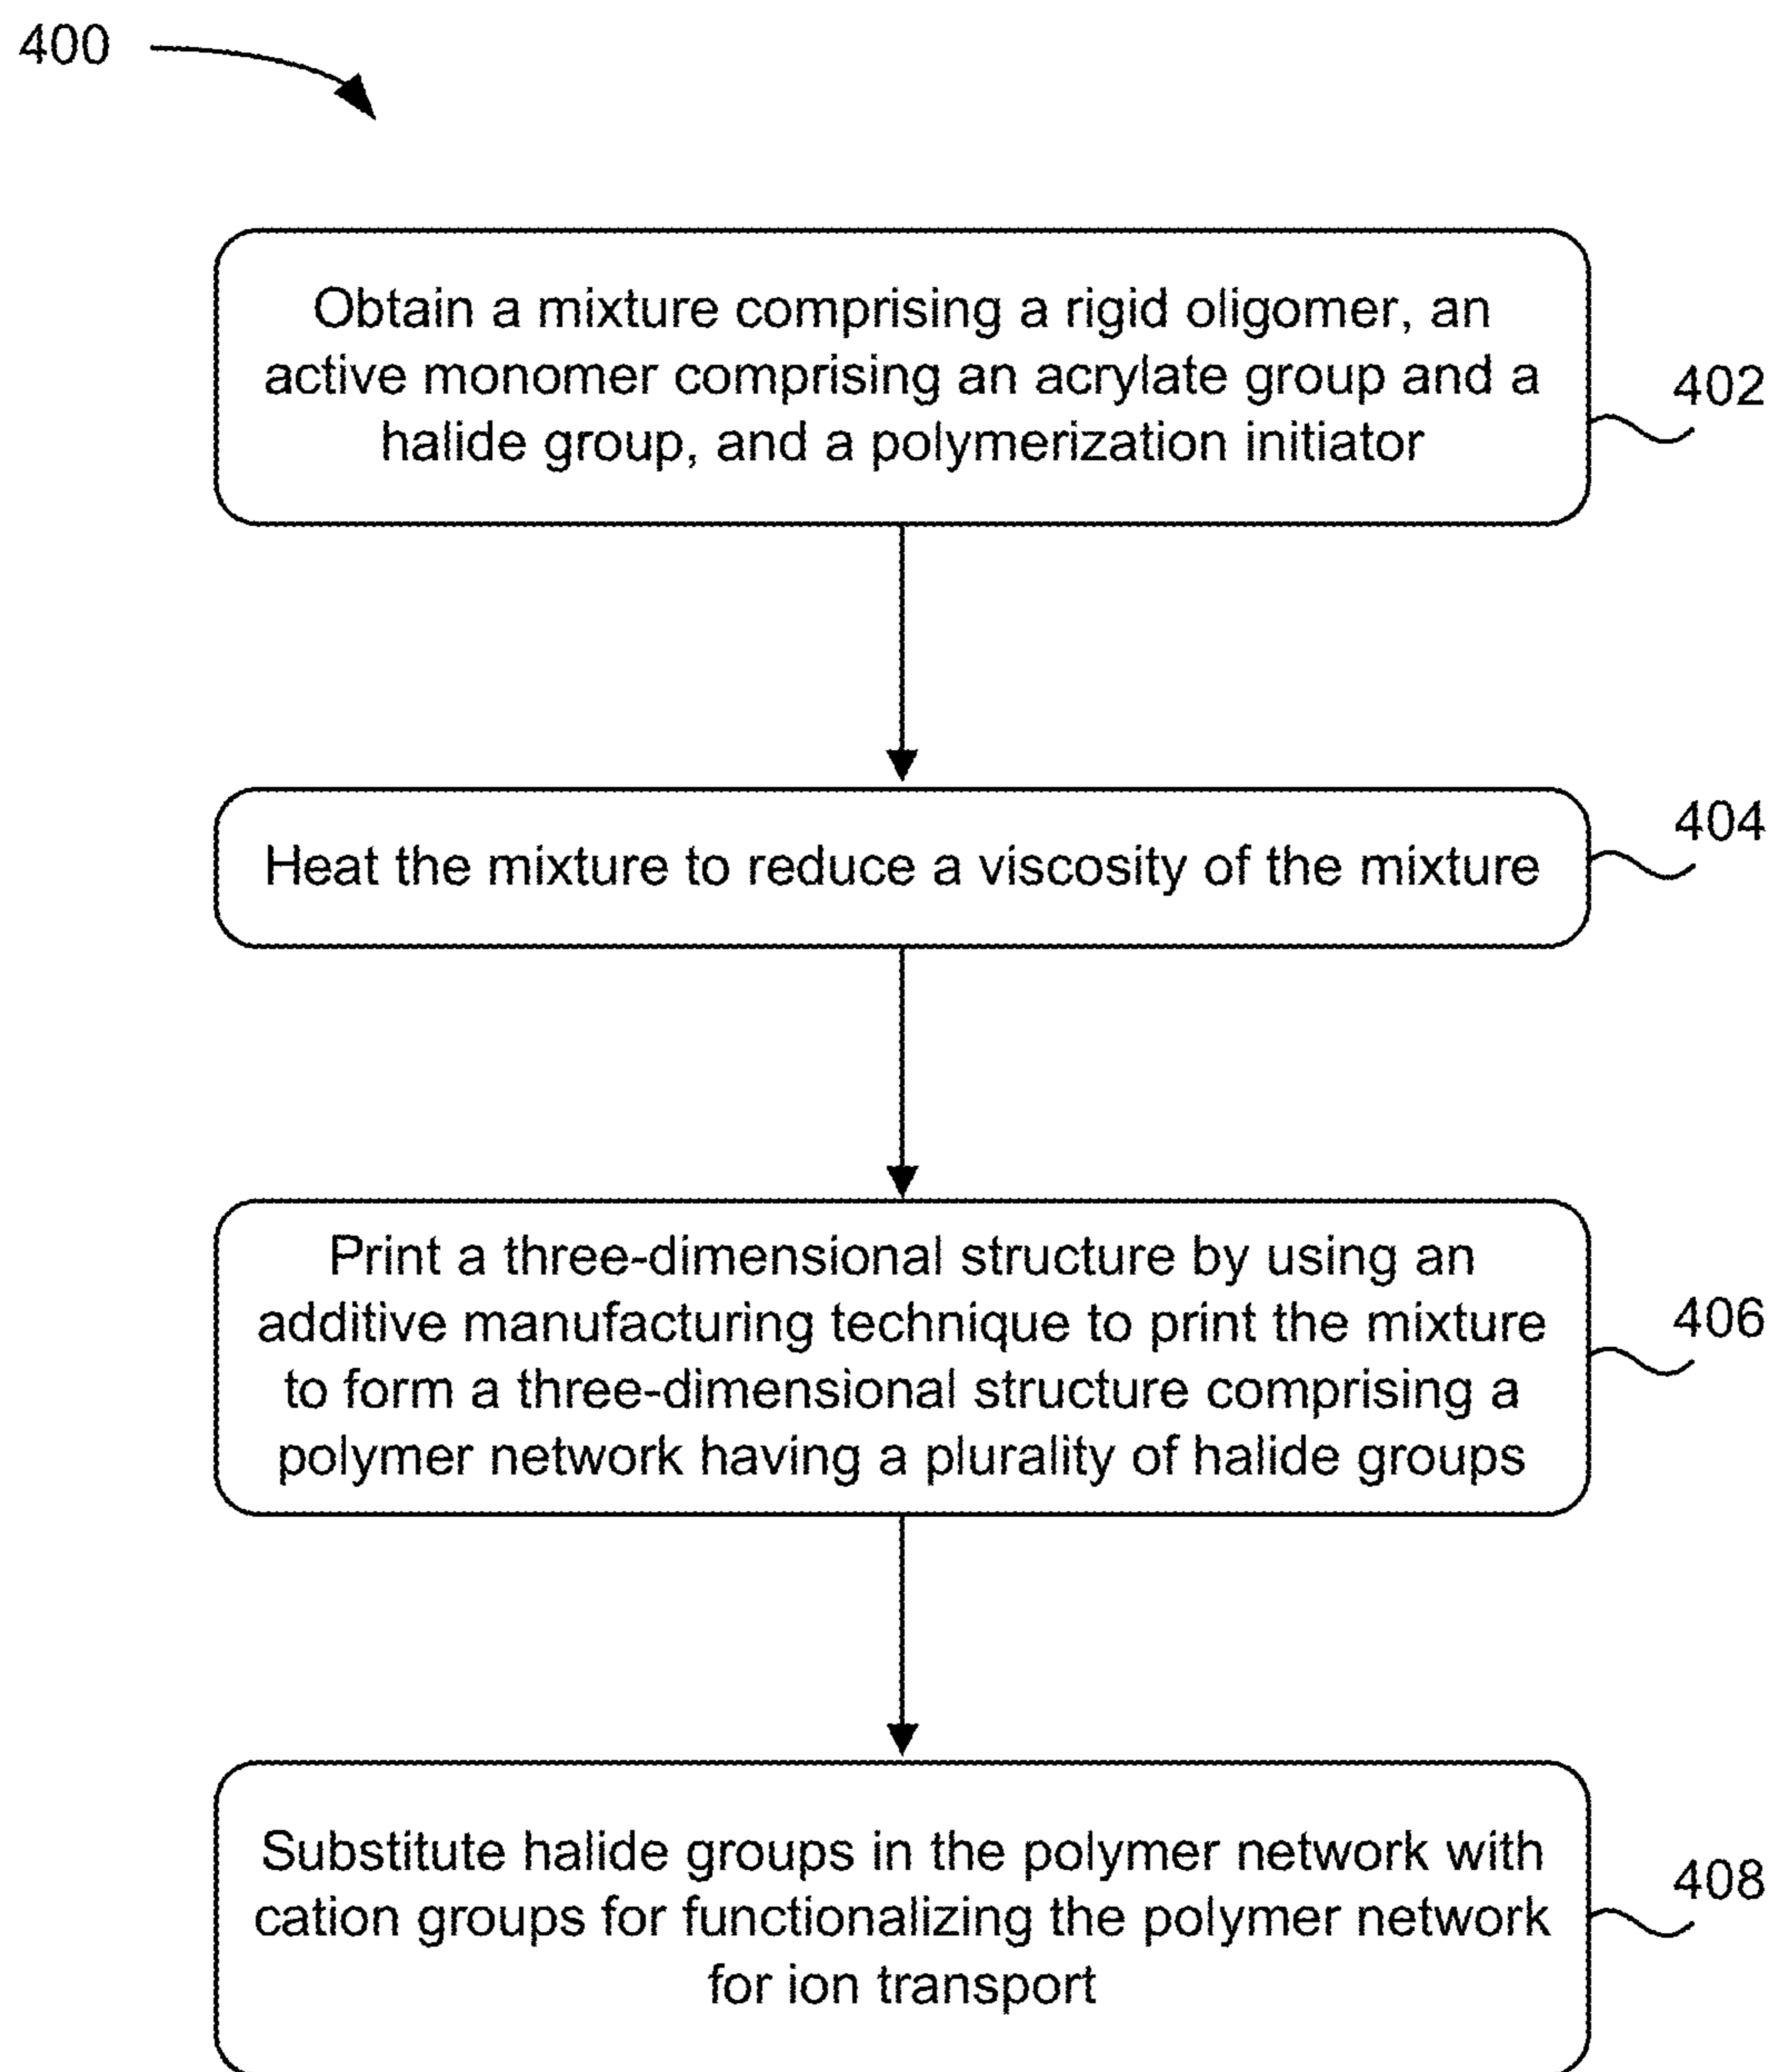 400
Obtain a mixture comprising a rigid oligomer, an
active monomer comprising an acrylate group and a
halide group, and a polymerization initiator
402
Heat the mixture to reduce a viscosity of the mixture
404
Print a three-dimensional structure by using an
additive manufacturing technique to print the mixture
to form a three-dimensional structure comprising a
polymer network having a plurality of halide groups
406
Substitute halide groups in the polymer network with
cation groups for functionalizing the polymer network
for ion transport
408